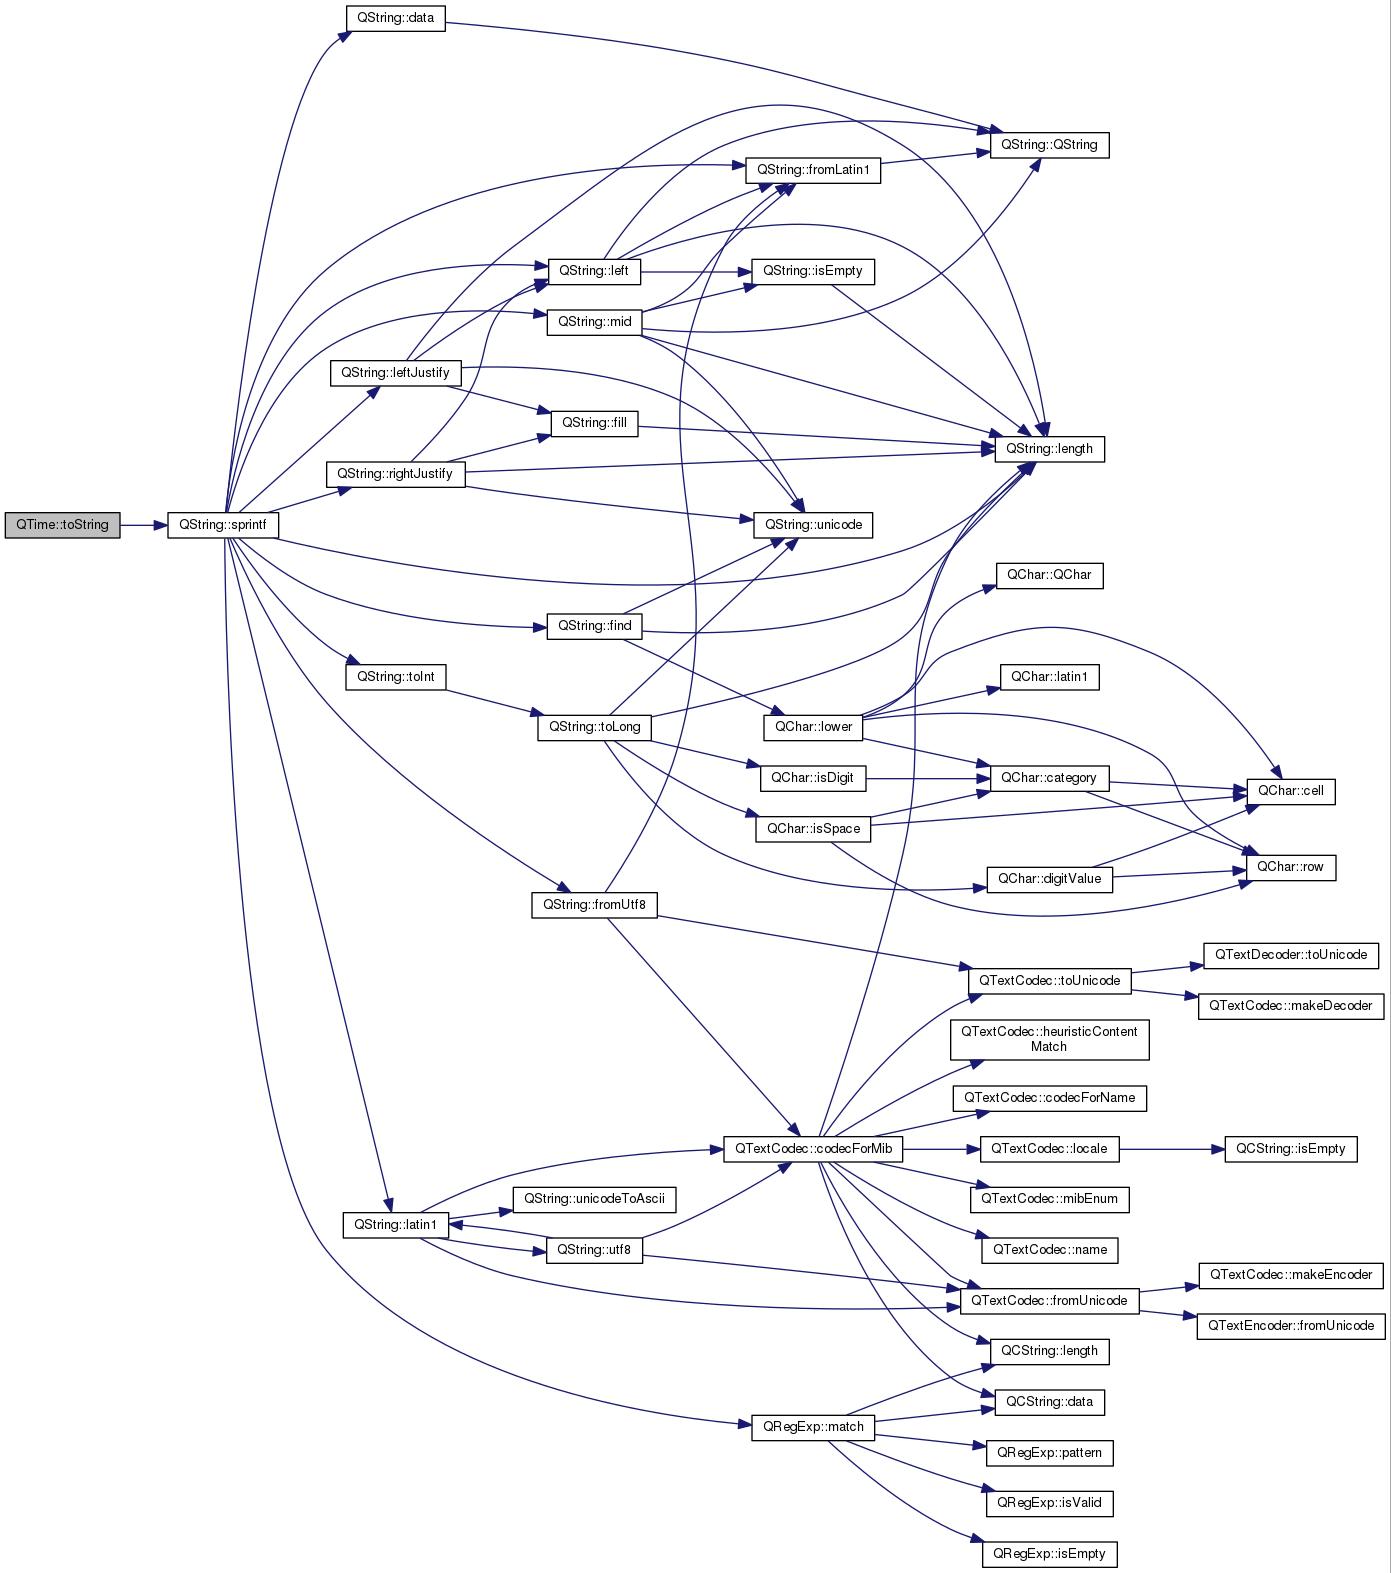 QString::data
QString::QString
QString::fromLatin1
QString::left
QString::isEmpty
QString::mid
QString::leftJustify
QString::fill
QString::length
QString::rightJustify
QTime::toString
QString::sprintf
QString::unicode
QChar::QChar
QString::find
QString::toInt
QChar::latin1
QString::toLong
QChar::lower
QChar::isDigit
QChar::category
QChar::cell
QChar::isSpace
QChar::row
QChar::digitValue
QString::fromUtf8
QTextDecoder::toUnicode
QTextCodec::toUnicode
QTextCodec::makeDecoder
QTextCodec::heuristicContent
Match
QTextCodec::codecForName
QTextCodec::codecForMib
QTextCodec::locale
QCString::isEmpty
QString::unicodeToAscii
QTextCodec::mibEnum
QString::latin1
QString::utf8
QTextCodec::name
QTextCodec::makeEncoder
QTextCodec::fromUnicode
QTextEncoder::fromUnicode
QCString::length
QCString::data
QRegExp::match
QRegExp::pattern
QRegExp::isValid
QRegExp::isEmpty